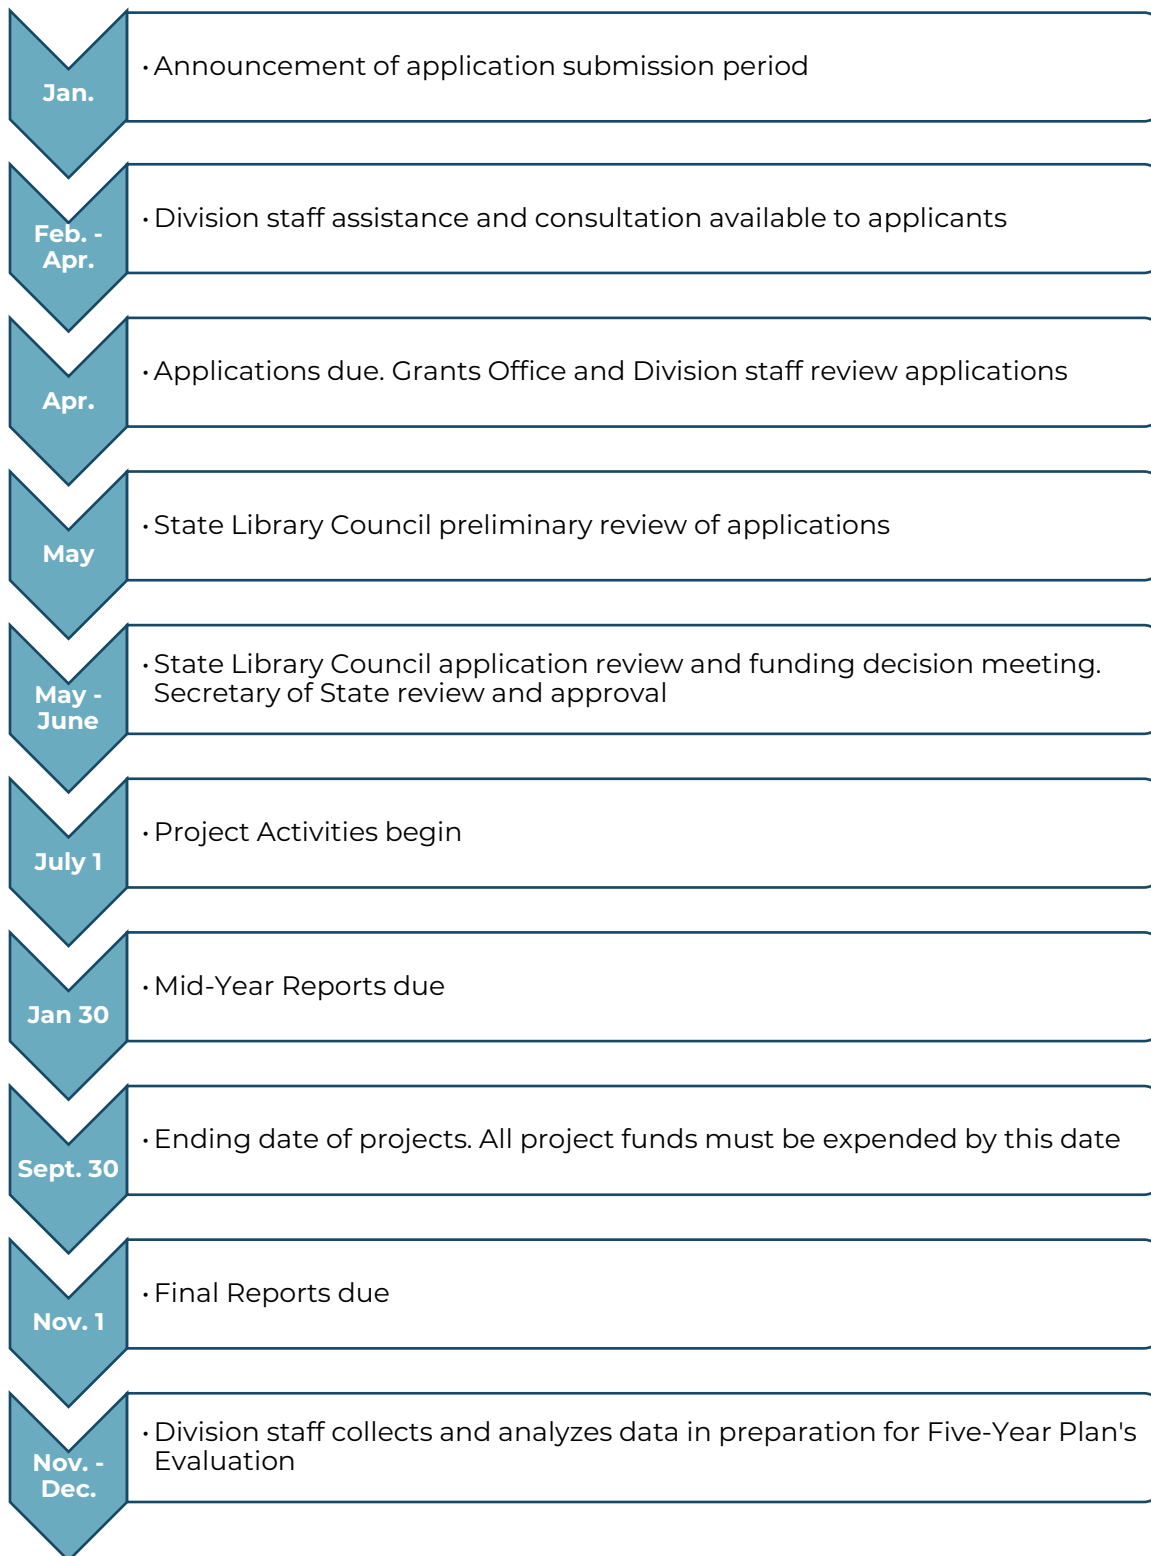 Jan.
· Announcement of application submission period
Feb. -
Apr.
· Division staff assistance and consultation available to applicants
Apr.
· Applications due. Grants Office and Division staff review applications
May
· State Library Council preliminary review of applications
May -
June
· State Library Council application review and funding decision meeting.
Secretary of State review and approval
July 1
· Project Activities begin
Jan 30
· Mid-Year Reports due
Sept. 30
· Ending date of projects. All project funds must be expended by this date
Nov. 1
· Final Reports due
Nov. -
Dec.
· Division staff collects and analyzes data in preparation for Five-Year Plan's
Evaluation